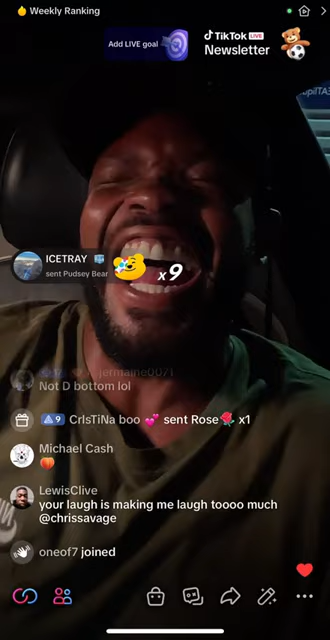 Weekly Ranking
Add LIVE goal
TikTok LIVE
Newsletter
ICETRAY
sent Pudsey Bear
x9
jermaine0071
Not D bottom lol
9 CrIsTiNa boo 💕 sent Rose🌹 x1
Michael Cash
🍑
LewisClive
your laugh is making me laugh toooo much
@chrissavage
oneof7 joined